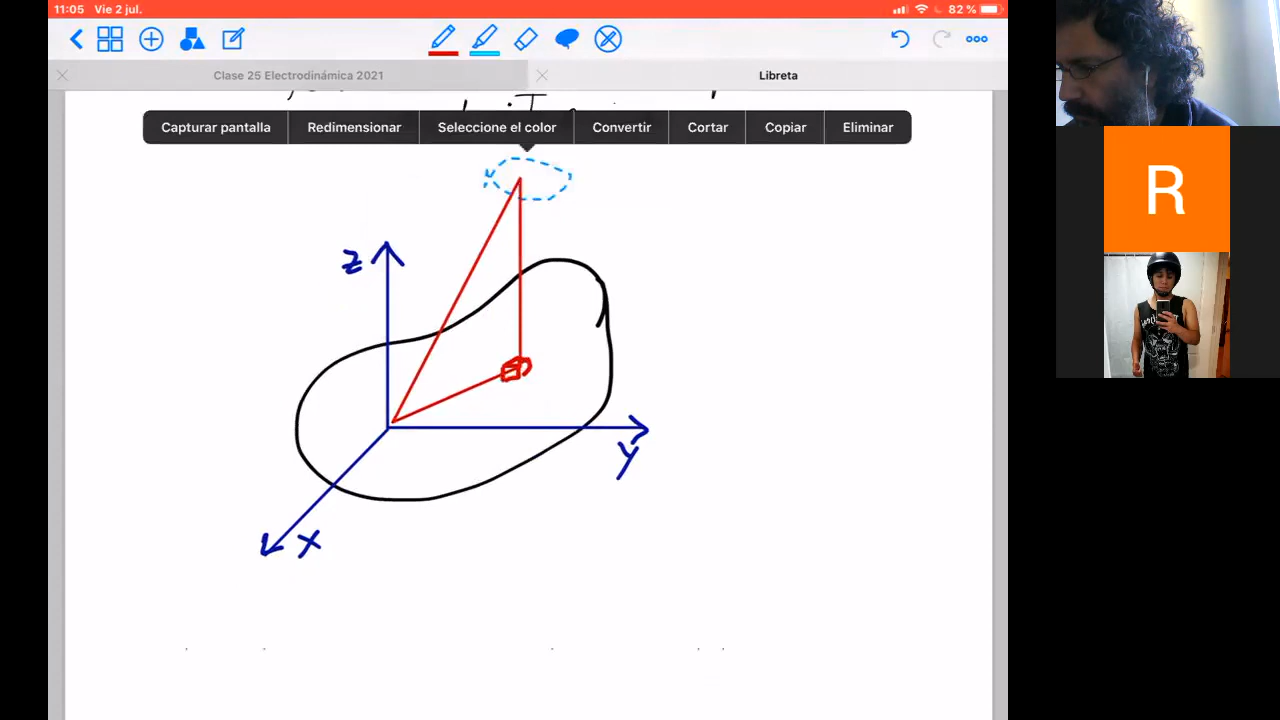 11:05 Vie 2 jul. 82 %
Clase 25 Electrodinámica 2021 Libreta
Capturar pantalla Redimensionar Seleccione el color Convertir Cortar Copiar Eliminar
z
y
x
R